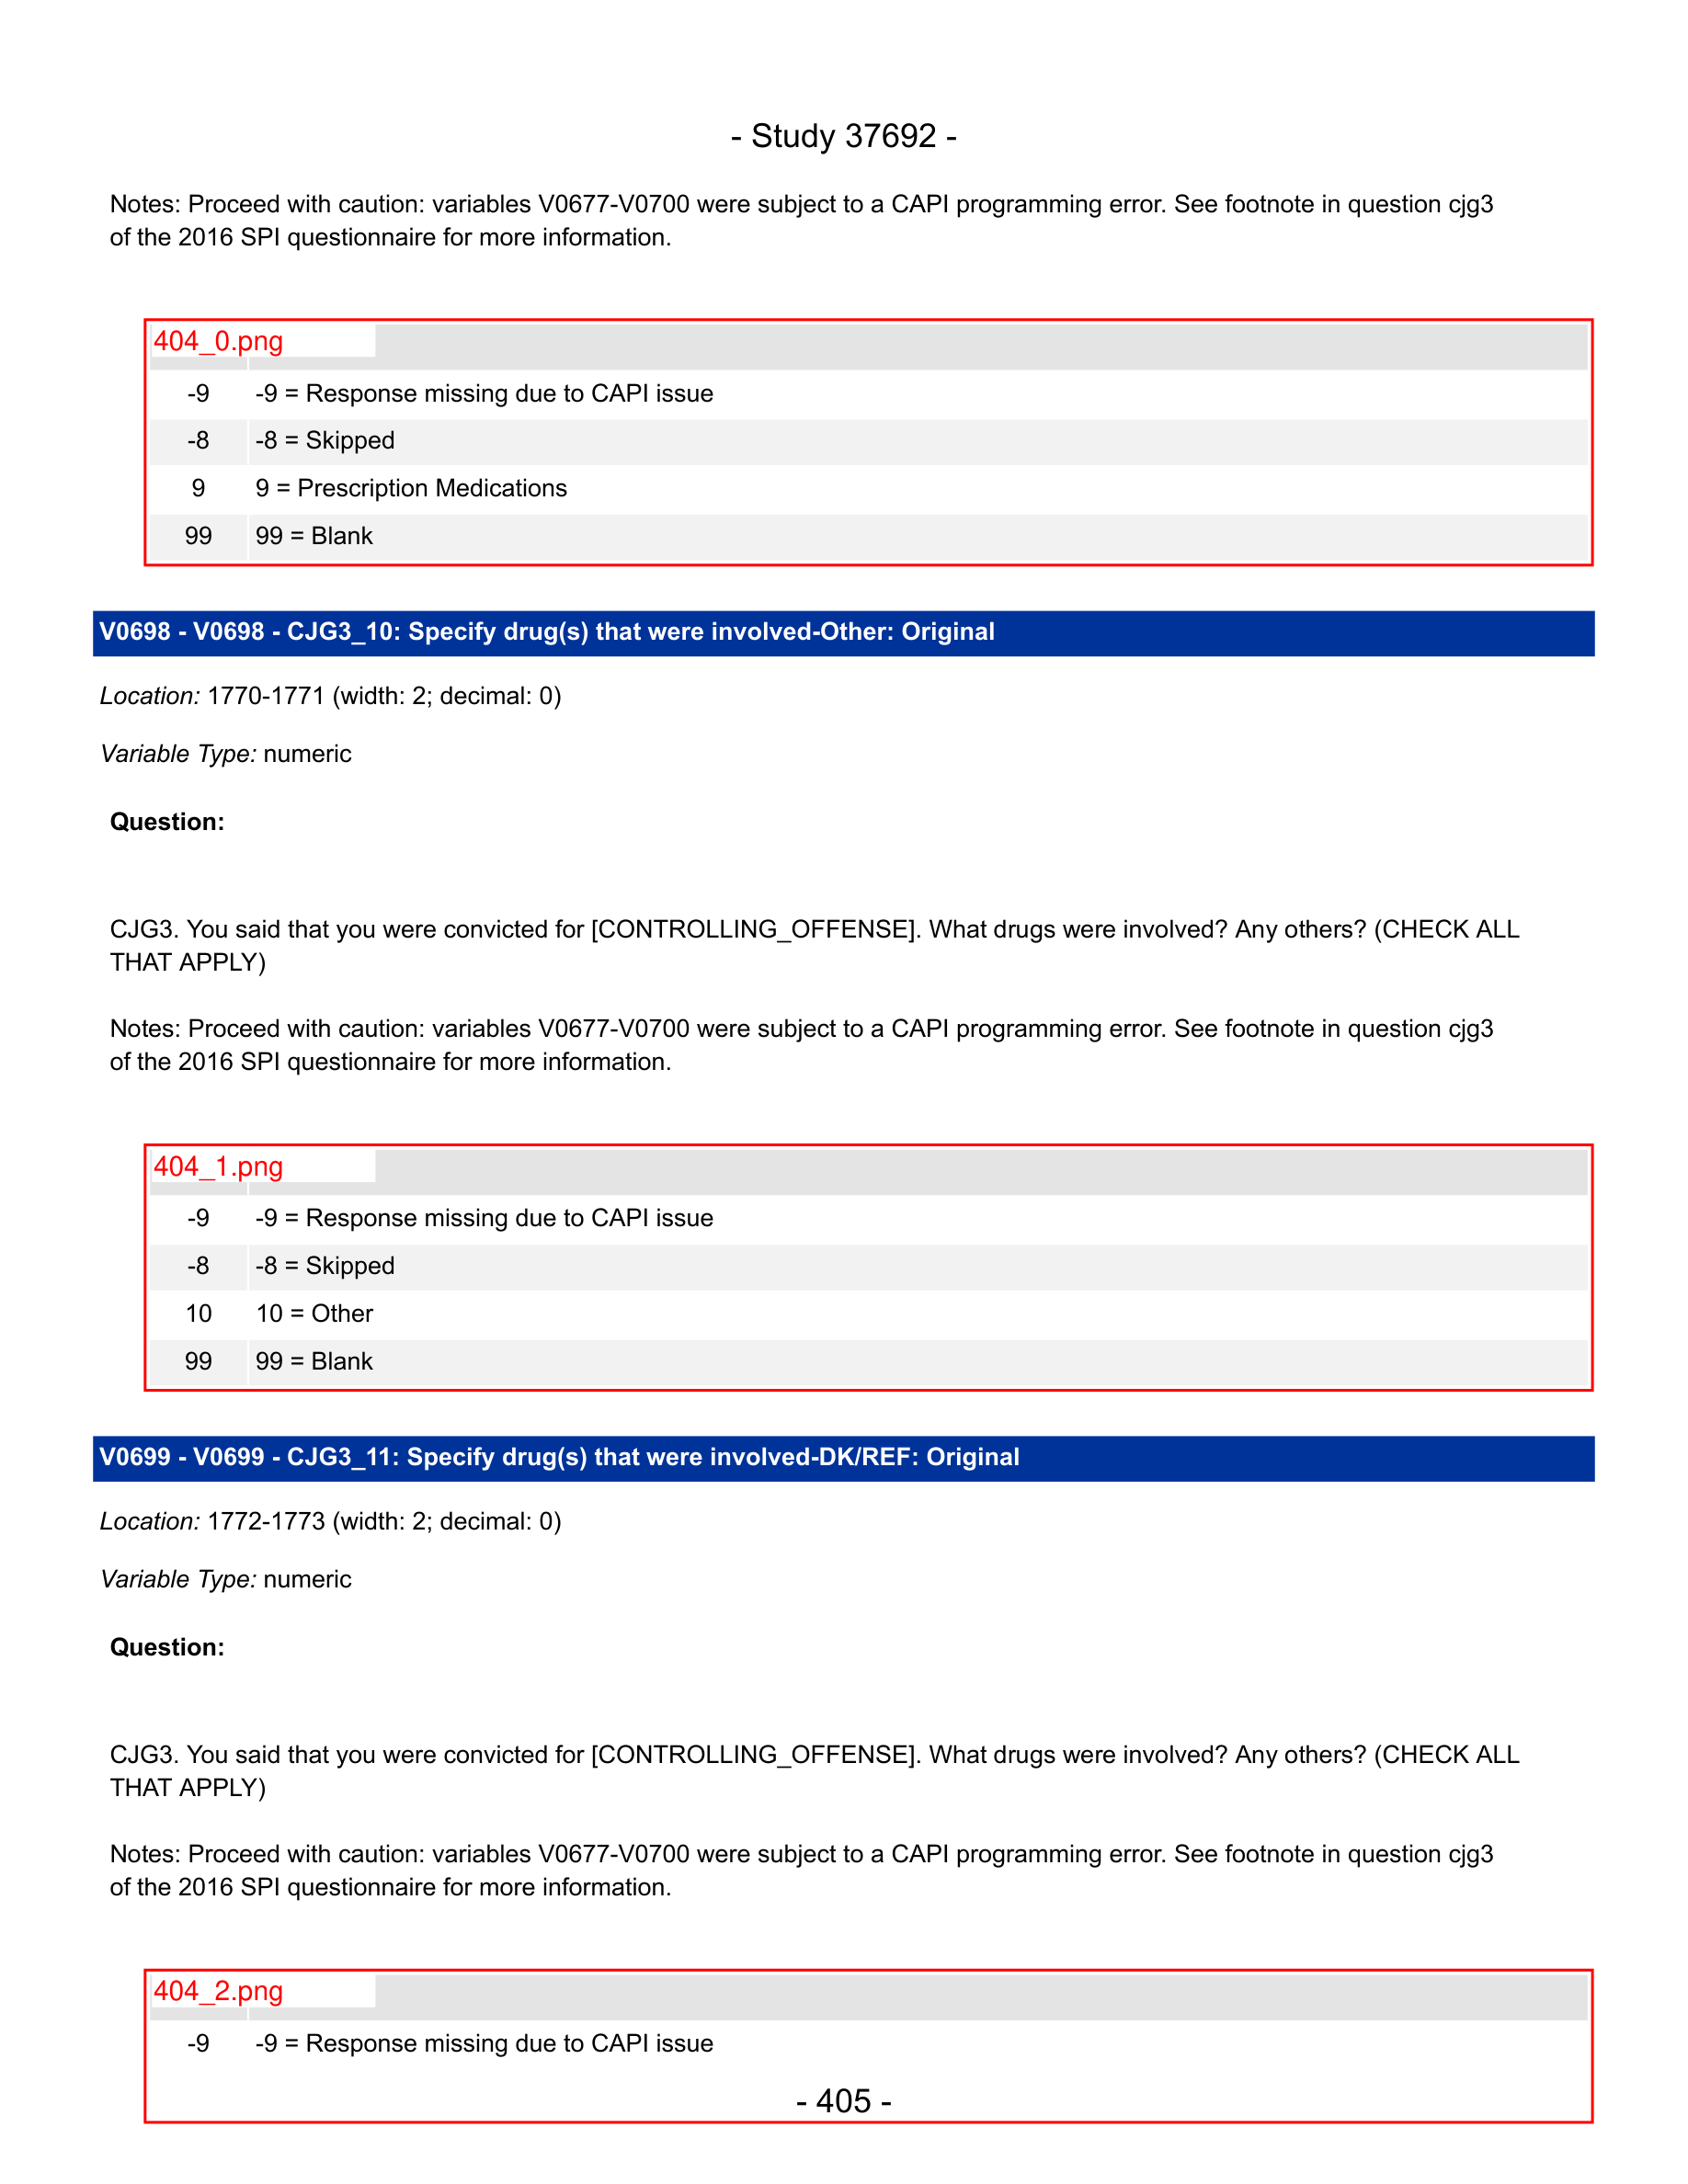 - Study 37692 -
Notes: Proceed with caution: variables V0677-V0700 were subject to a CAPI programming error. See footnote in question cjg3
of the 2016 SPI questionnaire for more information.
404_0.png
-9 -9 = Response missing due to CAPI issue
-8 -8 = Skipped
9 9 = Prescription Medications
99 99 = Blank
V0698 - V0698 - CJG3_10: Specify drug(s) that were involved-Other: Original
Location: 1770-1771 (width: 2; decimal: 0)
Variable Type: numeric
Question:
CJG3. You said that you were convicted for [CONTROLLING_OFFENSE]. What drugs were involved? Any others? (CHECK ALL
THAT APPLY)
Notes: Proceed with caution: variables V0677-V0700 were subject to a CAPI programming error. See footnote in question cjg3
of the 2016 SPI questionnaire for more information.
404_1.png
-9 -9 = Response missing due to CAPI issue
-8 -8 = Skipped
10 10 = Other
99 99 = Blank
V0699 - V0699 - CJG3_11: Specify drug(s) that were involved-DK/REF: Original
Location: 1772-1773 (width: 2; decimal: 0)
Variable Type: numeric
Question:
CJG3. You said that you were convicted for [CONTROLLING_OFFENSE]. What drugs were involved? Any others? (CHECK ALL
THAT APPLY)
Notes: Proceed with caution: variables V0677-V0700 were subject to a CAPI programming error. See footnote in question cjg3
of the 2016 SPI questionnaire for more information.
404_2.png
-9 -9 = Response missing due to CAPI issue
- 405 -